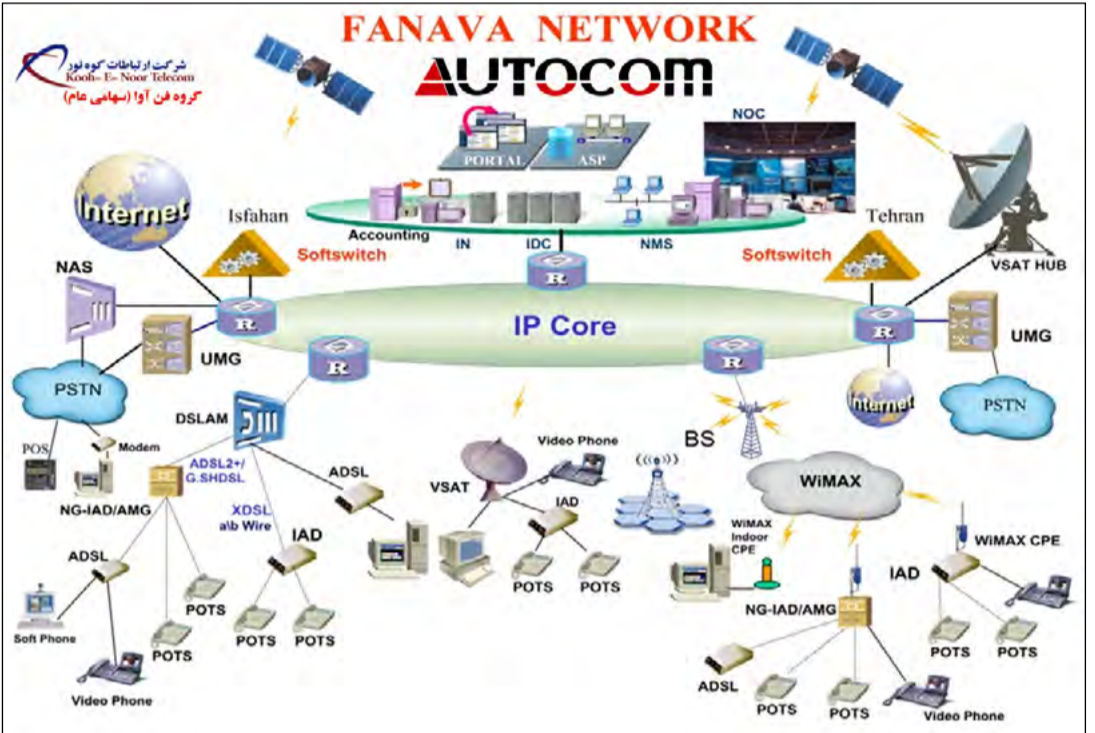 FANAVA NETWORK
AUTOCOM
شرکت ارتباطات کوه نور
Kooh- E- Noor Telecom
گروه فن آوا (سهامی عام)
NOC
PORTAL
ASP
Internet
Isfahan
Accounting
IN
IDC
NMS
Tehran
Softswitch
Softswitch
VSAT HUB
NAS
R
R
R
IP Core
UMG
UMG
R
R
PSTN
Internet
PSTN
DSLAM
POS
Modem
ADSL2+/
G.SHDSL
NG-IAD/AMG
XDSL
a\b Wire
ADSL
VSAT
Video Phone
IAD
BS
WiMAX
WiMAX
Indoor
CPE
WiMAX CPE
ADSL
IAD
IAD
POTS
POTS
NG-IAD/AMG
POTS
Soft Phone
POTS
POTS
POTS
POTS
POTS
Video Phone
ADSL
POTS
POTS
Video Phone